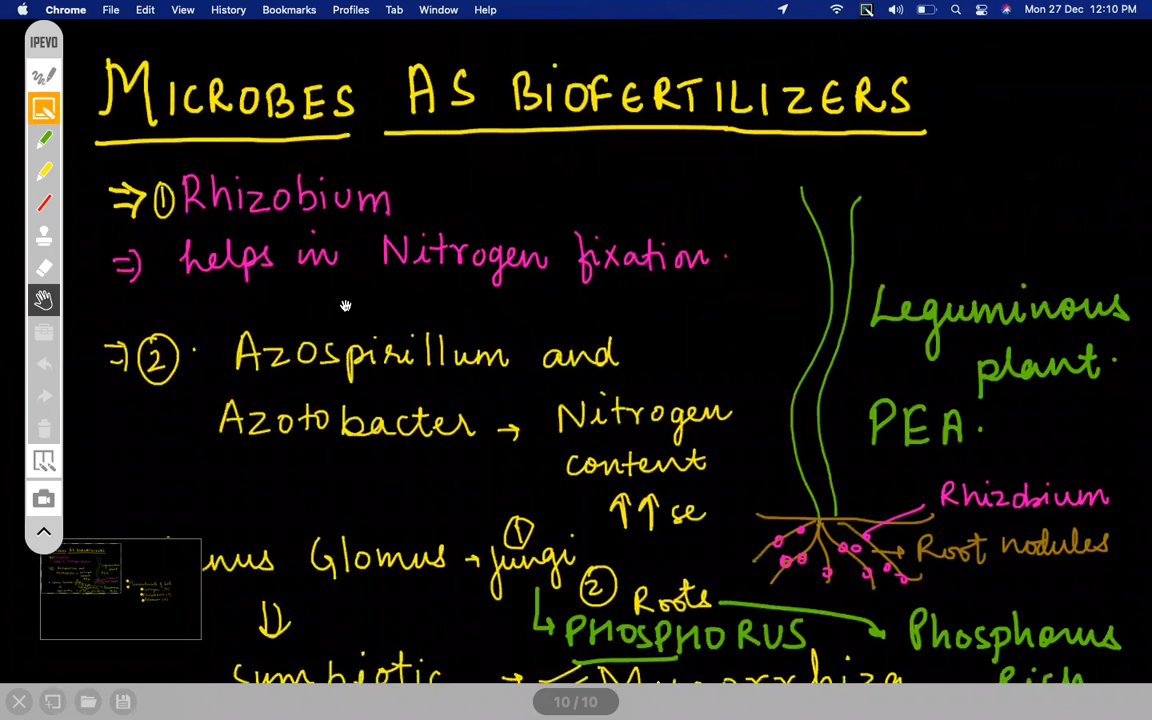 Chrome File Edit View History Bookmarks Profiles Tab Window Help Mon 27 Dec 12:10 PM
IPEVO
MICROBES AS BIOFERTILIZERS
⇒ ① Rhizobium
⇒ helps in Nitrogen fixation.
⇒ ② . Azospirillum and
Azotobacter → Nitrogen
content
↑↑se
Leguminous
plant.
PEA.
Rhizobium
→ Root nodules
nus Glomus → fungi ①
② Roots → Phosphorus
Rich
↳ PHOSPHORUS
⇓
symbiotic →
10/10